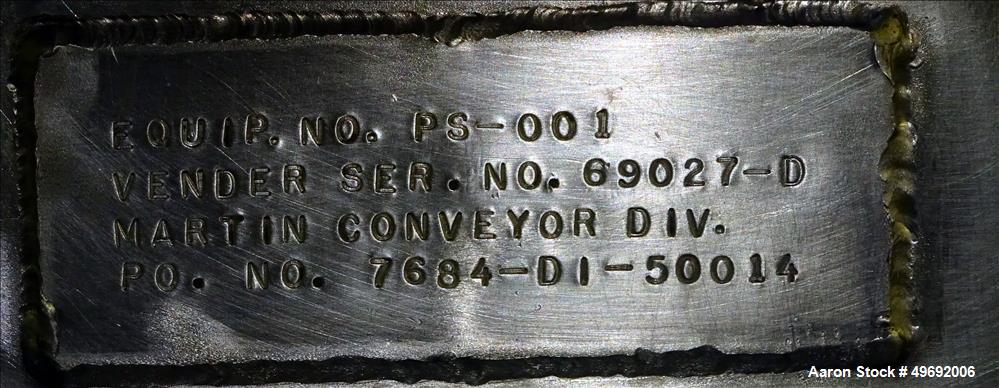 EQUIP. NO. PS-001
VENDER SER. NO. 69027-D
MARTIN CONVEYOR DIV.
PO. NO. 7684-DI-50014
Aaron Stock # 49692006